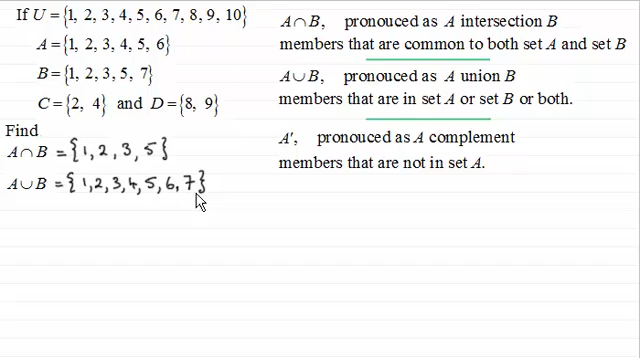 If U = {1, 2, 3, 4, 5, 6, 7, 8, 9, 10}
A = {1, 2, 3, 4, 5, 6}
B = {1, 2, 3, 5, 7}
C = {2, 4} and D = {8, 9}
Find
A∩B = {1, 2, 3, 5}
A∪B = {1, 2, 3, 4, 5, 6, 7}
A∩B, pronouced as A intersection B
members that are common to both set A and set B
A∪B, pronouced as A union B
members that are in set A or set B or both.
A′, pronouced as A complement
members that are not in set A.